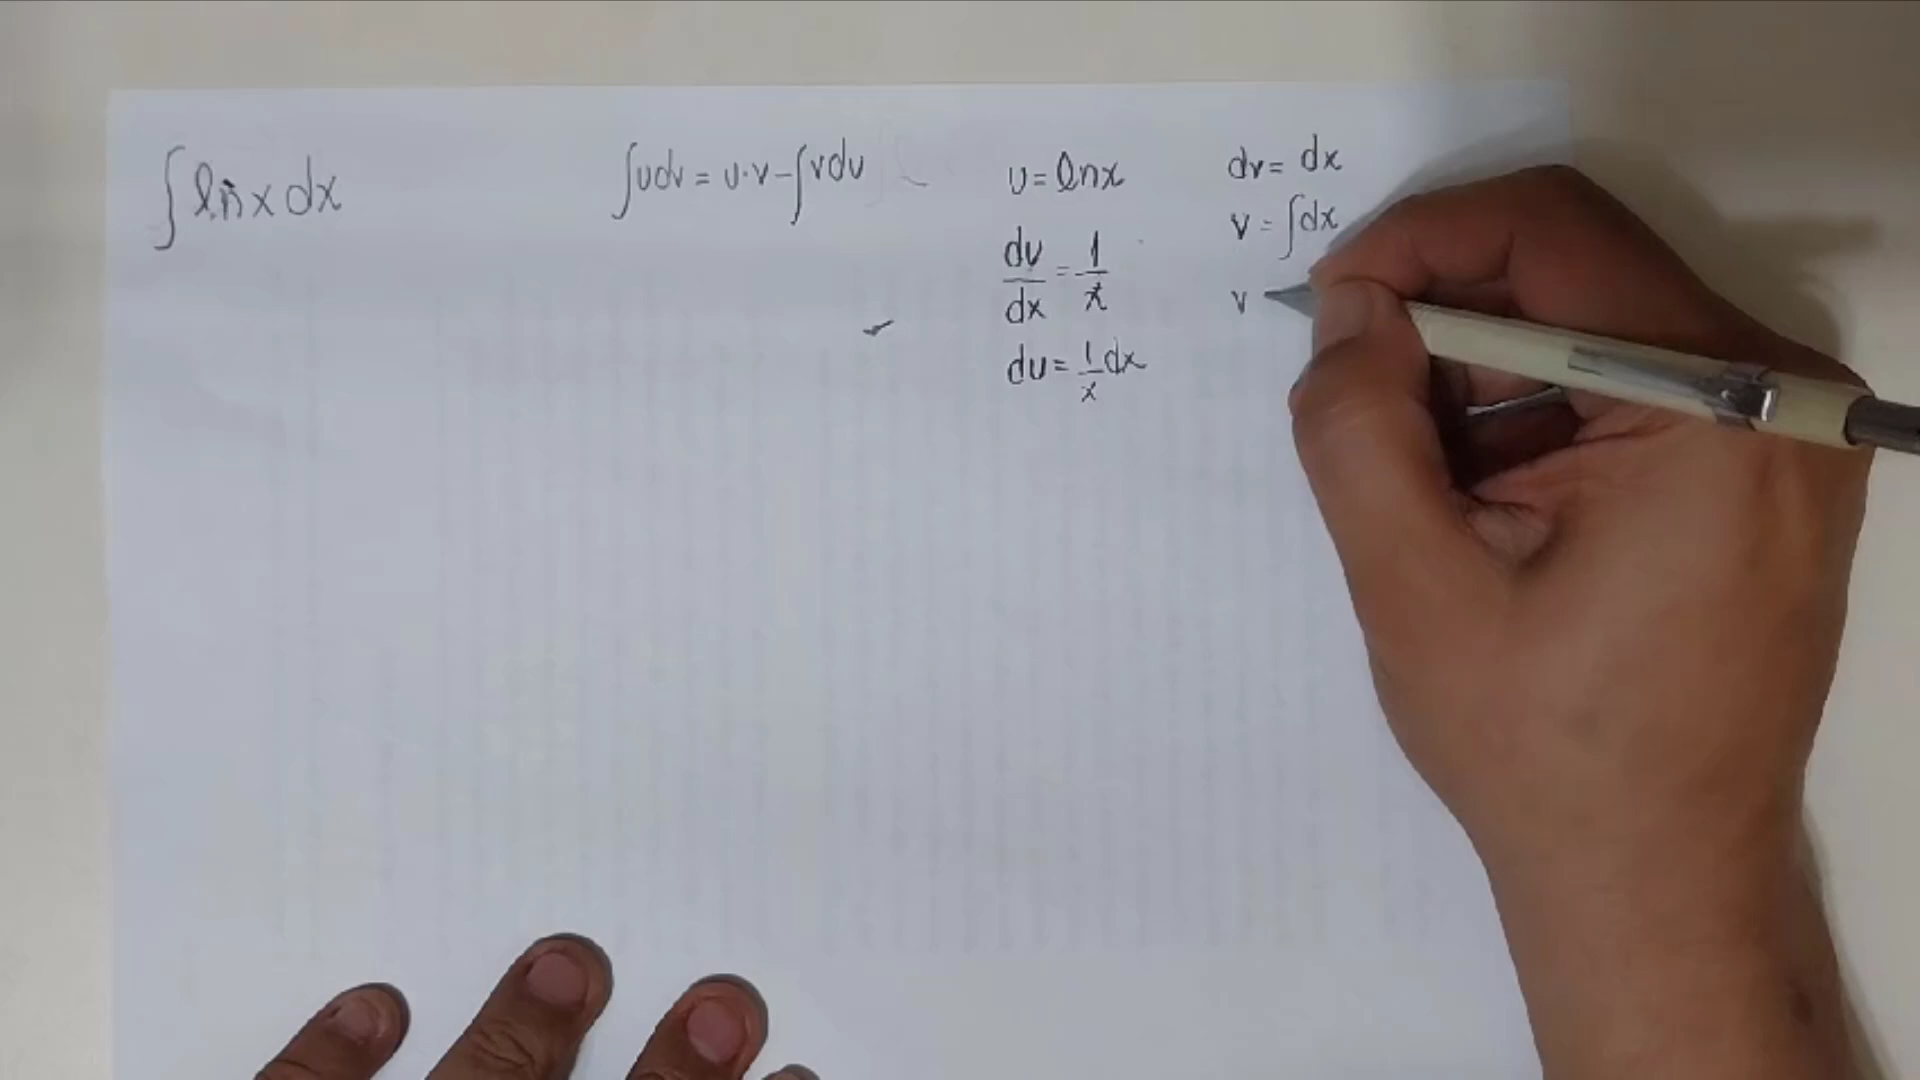 ∫ ln x dx
∫udv = u·v - ∫vdu
u = ln x
du/dx = 1/x
du = 1/x dx
dv = dx
v = ∫dx
v